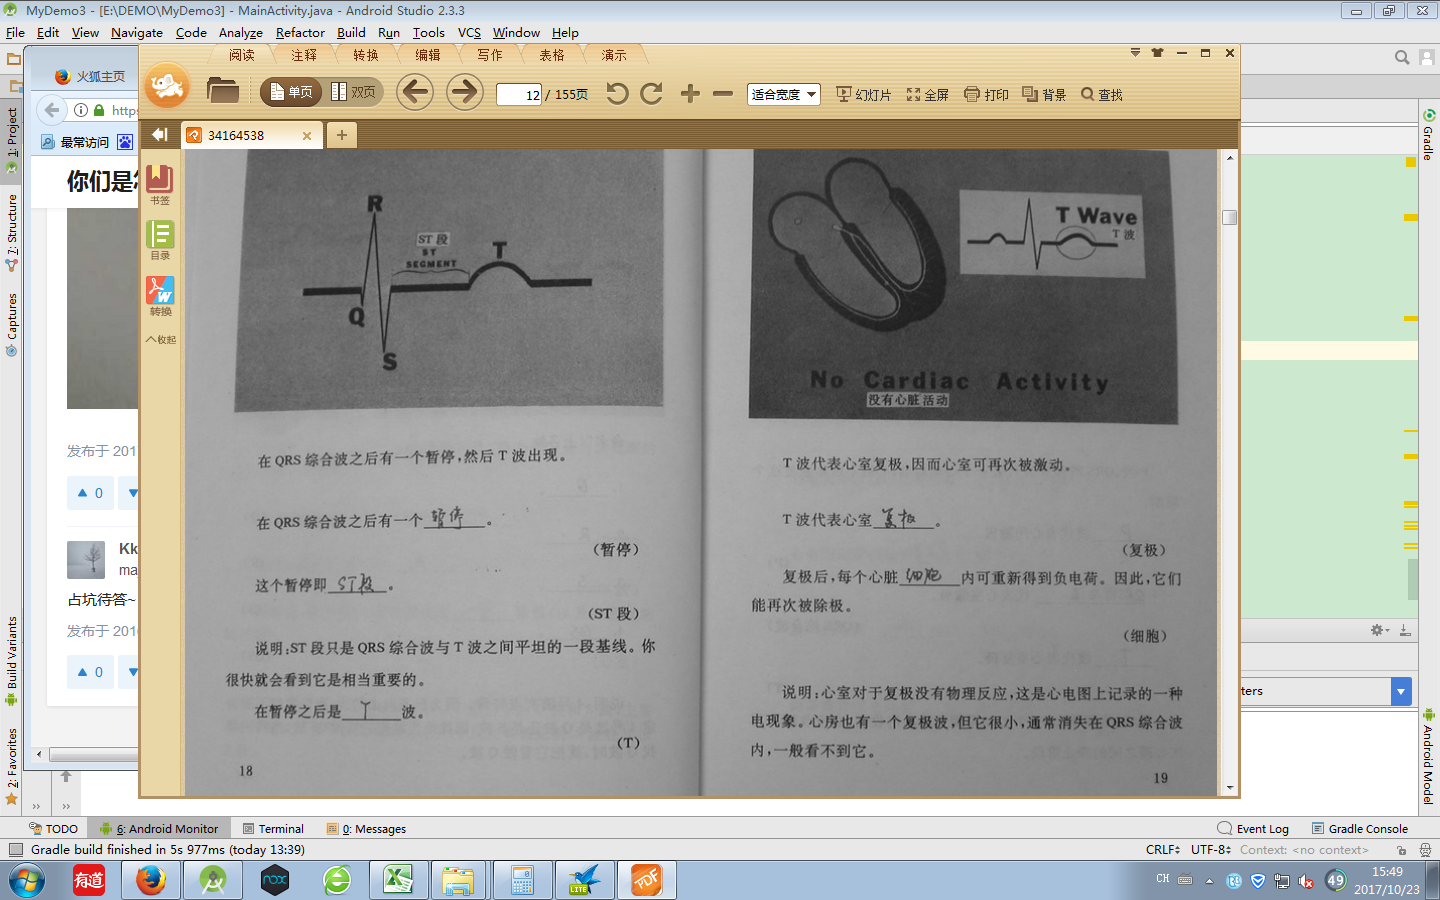 MyDemo3 - [E:\DEMO\MyDemo3] - MainActivity.java - Android Studio 2.3.3
File Edit View Navigate Code Analyze Refactor Build Run Tools VCS Window Help
阅读 注释 转换 编辑 写作 表格 演示
火狐主页
单页 双页 12 / 155页 适合宽度 幻灯片 全屏 打印 背景 查找
https
最常访问
34164538
1: Project
7: Structure
Captures
Build Variants
2: Favorites
Gradle
Android Model
你们是
发布于 201
0
Kk
ma
占坑待答~
发布于 2016
0
书签
目录
转换
收起
R
ST 段
ST
SEGMENT
T
Q
S
在 QRS 综合波之后有一个暂停,然后 T 波出现。
在 QRS 综合波之后有一个 暂停 。
(暂停)
这个暂停即 ST段 。
(ST 段)
说明:ST 段只是 QRS 综合波与 T 波之间平坦的一段基线。你
很快就会看到它是相当重要的。
在暂停之后是 T 波。
(T)
18
T Wave
T 波
No Cardiac Activity
没有心脏活动
T 波代表心室复极,因而心室可再次被激动。
T 波代表心室 复极 。
(复极)
复极后,每个心脏 细胞 内可重新得到负电荷。因此,它们
能再次被除极。
(细胞)
说明:心室对于复极没有物理反应,这是心电图上记录的一种
电现象。心房也有一个复极波,但它很小,通常消失在 QRS 综合波
内,一般看不到它。
19
ters
TODO 6: Android Monitor Terminal 0: Messages Event Log Gradle Console
Gradle build finished in 5s 977ms (today 13:39) CRLF UTF-8 Context: <no context>
有道 nox LITE PDF CH 49 15:49
2017/10/23